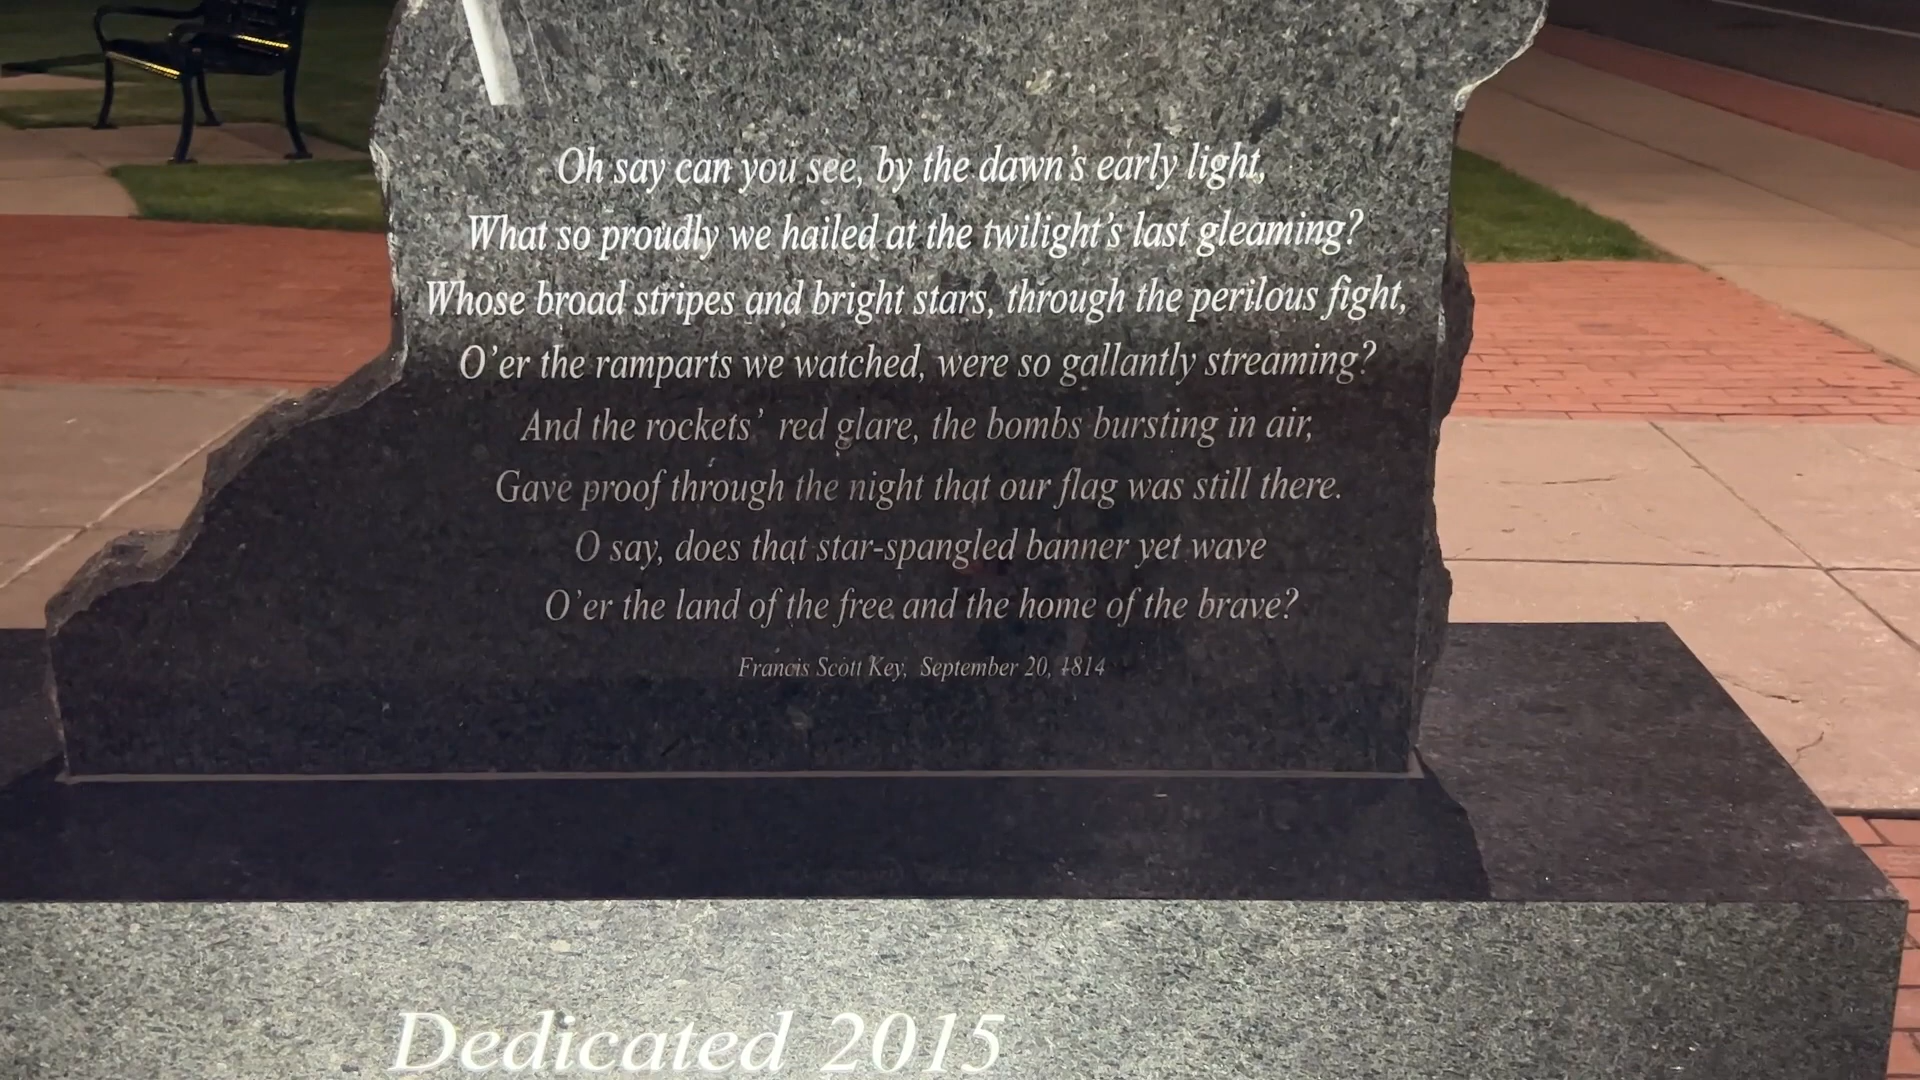 Oh say can you see, by the dawn's early light,
What so proudly we hailed at the twilight's last gleaming?
Whose broad stripes and bright stars, through the perilous fight,
O'er the ramparts we watched, were so gallantly streaming?
And the rockets' red glare, the bombs bursting in air,
Gave proof through the night that our flag was still there.
O say, does that star-spangled banner yet wave
O'er the land of the free and the home of the brave?
Francis Scott Key, September 20, 1814
Dedicated 2015